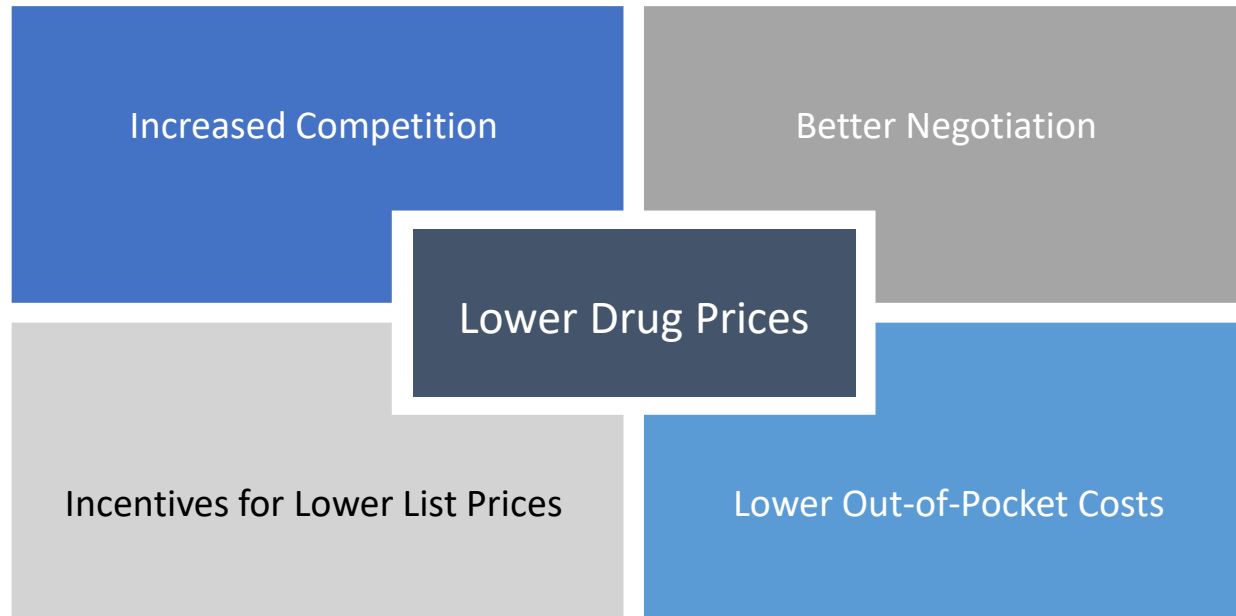 Increased Competition
Better Negotiation
Lower Drug Prices
Incentives for Lower List Prices
Lower Out-of-Pocket Costs